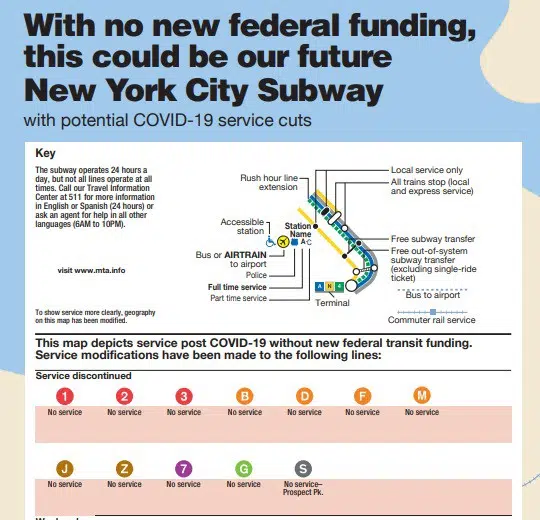 With no new federal funding,
this could be our future
New York City Subway
with potential COVID-19 service cuts
Key
The subway operates 24 hours a
day, but not all lines operate at all
times. Call our Travel Information
Center at 511 for more information
in English or Spanish (24 hours) or
ask an agent for help in all other
languages (6AM to 10PM).
visit www.mta.info
To show service more clearly, geography
on this map has been modified.
Rush hour line
extension
Accessible
station
Station
Name
A•C
Bus or AIRTRAIN
to airport
Police
Full time service
Part time service
A N 4
Terminal
Local service only
All trains stop (local
and express service)
Free subway transfer
Free out-of-system
subway transfer
(excluding single-ride
ticket)
Bus to airport
Commuter rail service
This map depicts service post COVID-19 without new federal transit funding.
Service modifications have been made to the following lines:
Service discontinued
1 2 3 B D F M
No service No service No service No service No service No service No service
J Z 7 G S
No service No service No service No service No service–
Prospect Pk.